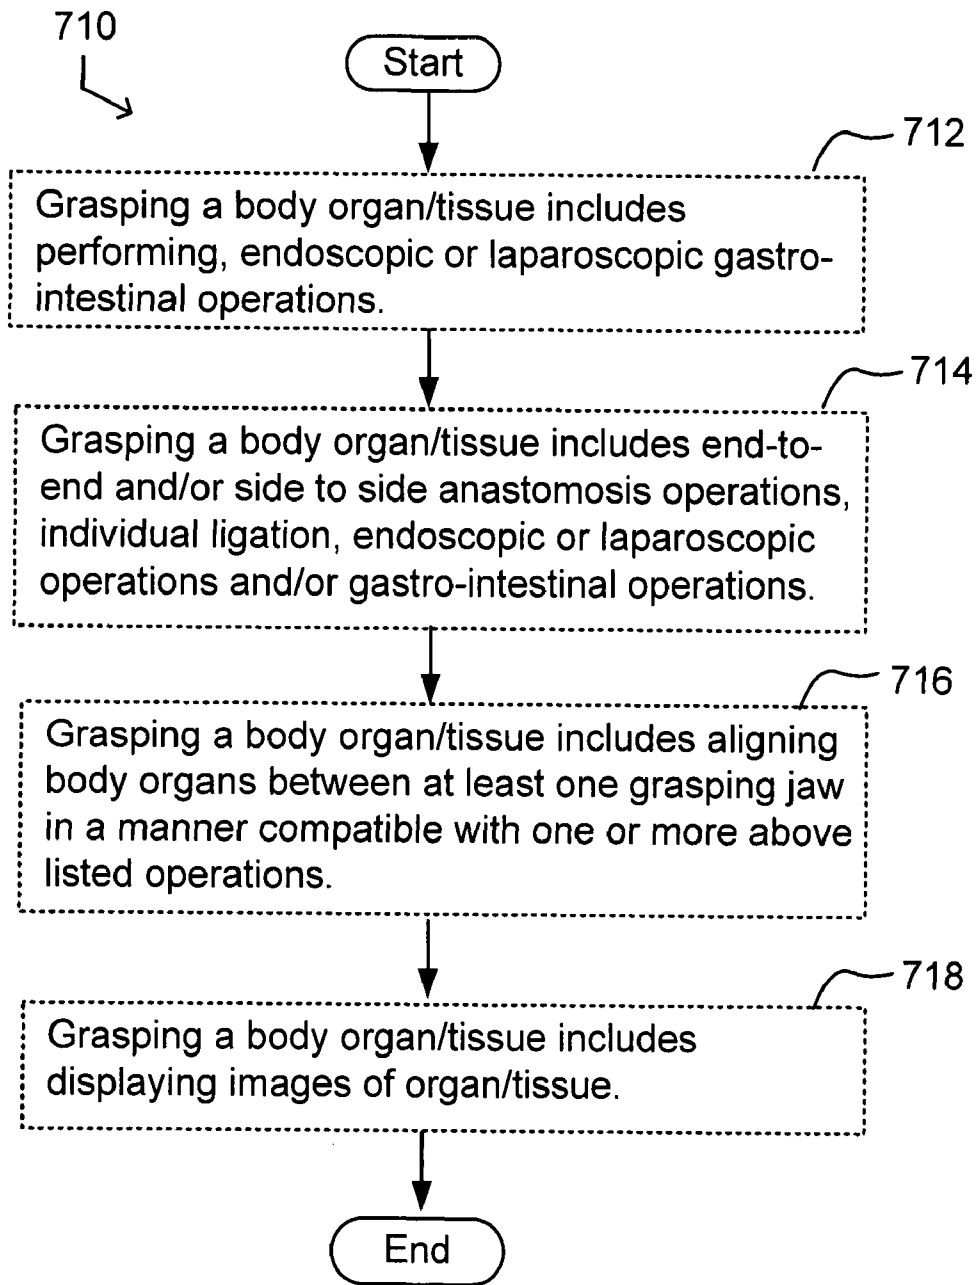 710
Start
712
Grasping a body organ/tissue includes
performing, endoscopic or laparoscopic gastro-
intestinal operations.
714
Grasping a body organ/tissue includes end-to-
end and/or side to side anastomosis operations,
individual ligation, endoscopic or laparoscopic
operations and/or gastro-intestinal operations.
716
Grasping a body organ/tissue includes aligning
body organs between at least one grasping jaw
in a manner compatible with one or more above
listed operations.
718
Grasping a body organ/tissue includes
displaying images of organ/tissue.
End